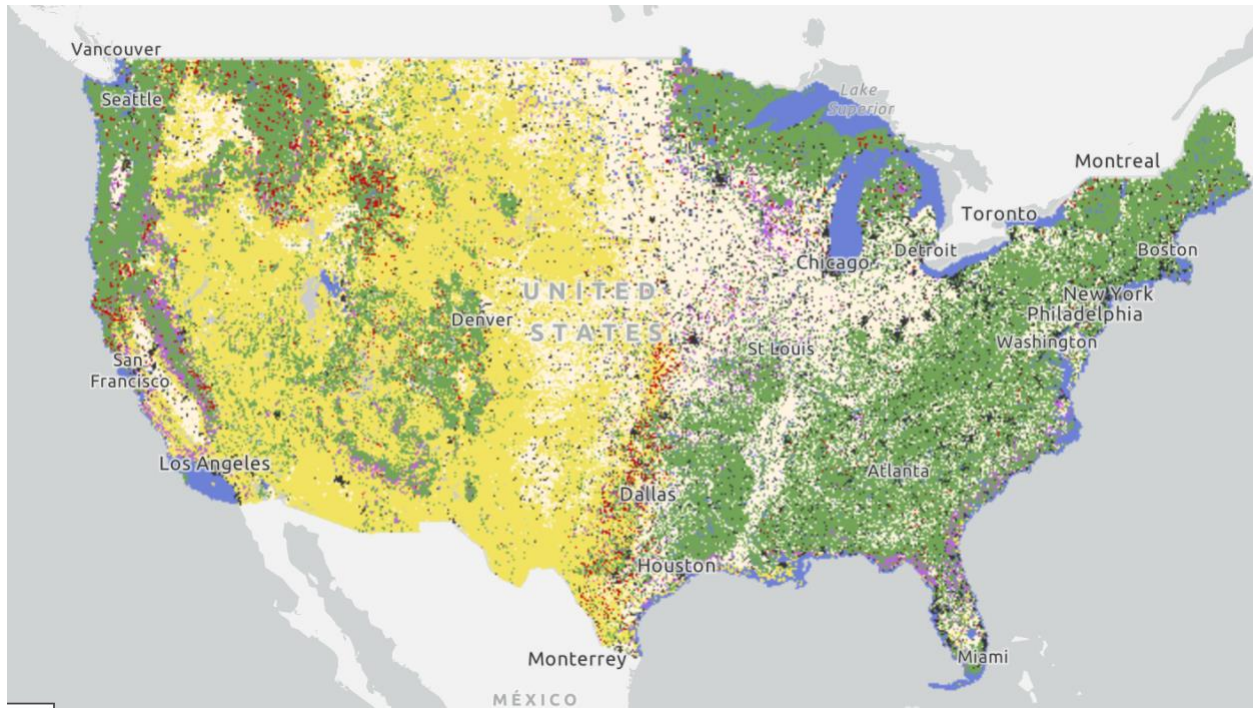 Vancouver
Seattle
Lake
Superior
Montreal
Toronto
Chicago
Detroit
Boston
UNITED
STATES
New York
Philadelphia
Denver
St Louis
Washington
San
Francisco
Los Angeles
Atlanta
Dallas
Houston
Monterrey
Miami
MÉXICO